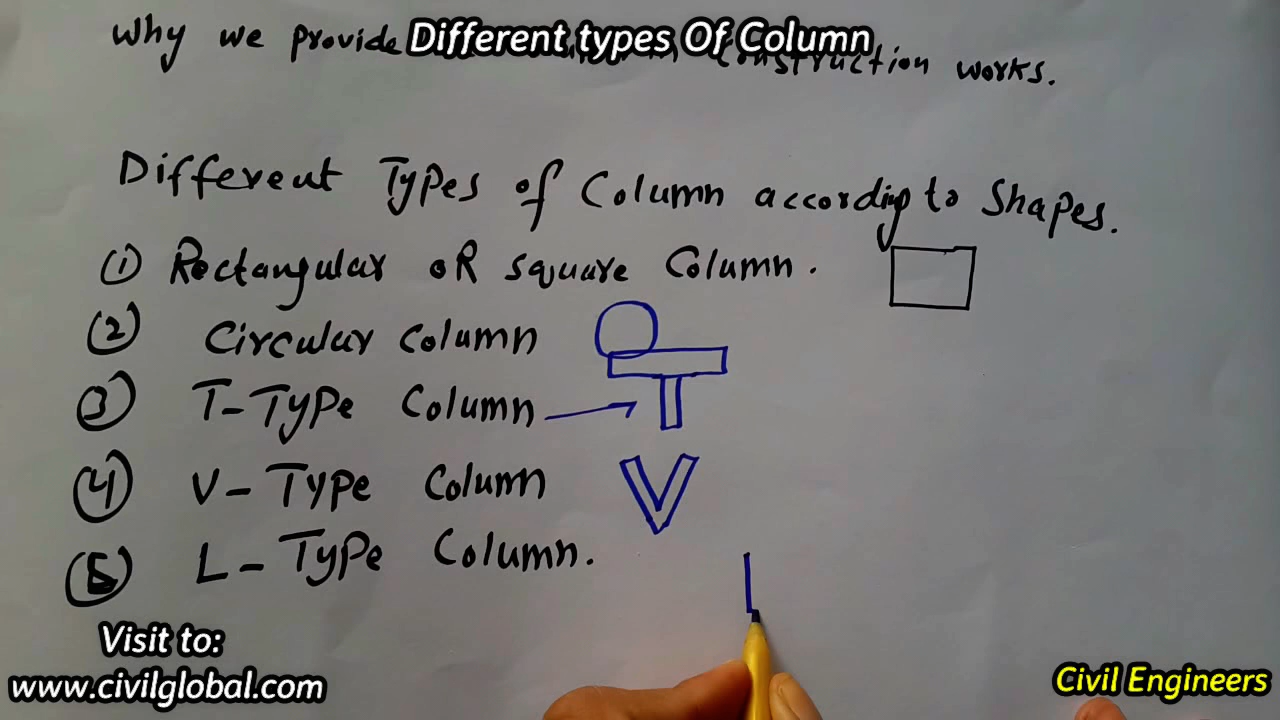 Why we provide
Different types Of Column
construction works.
Different Types of Column according to Shapes.
(1) Rectangular OR square Column.
(2) Circular Column
(3) T-Type Column
(4) V-Type Column
(5) L-Type Column.
Visit to:
www.civilglobal.com
Civil Engineers